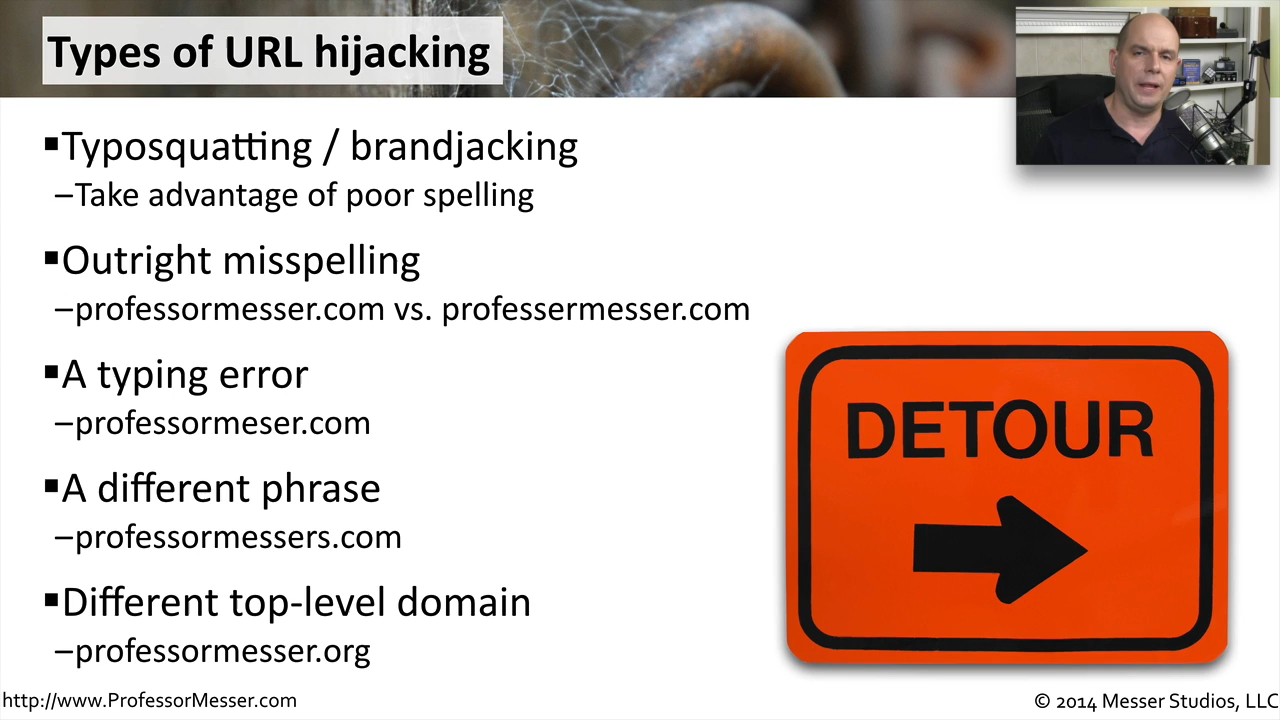 Types of URL hijacking
▪Typosquatting / brandjacking
–Take advantage of poor spelling
▪Outright misspelling
–professormesser.com vs. professermesser.com
▪A typing error
–professormeser.com
▪A different phrase
–professormessers.com
▪Different top-level domain
–professormesser.org
DETOUR
http://www.ProfessorMesser.com
© 2014 Messer Studios, LLC